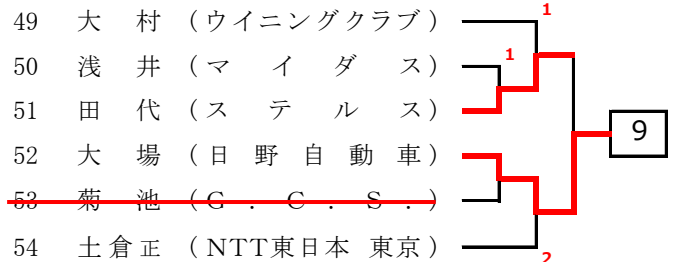 1
49 大 村 (ウイニングクラブ)
1
50 浅 井 (マ イ ダ ス)
51 田 代 (ス テ ル ス)
9
52 大 場 (日 野 自 動 車)
53 菊 池 (G . C . S .)
54 土倉正 (NTT東日本 東京)
2